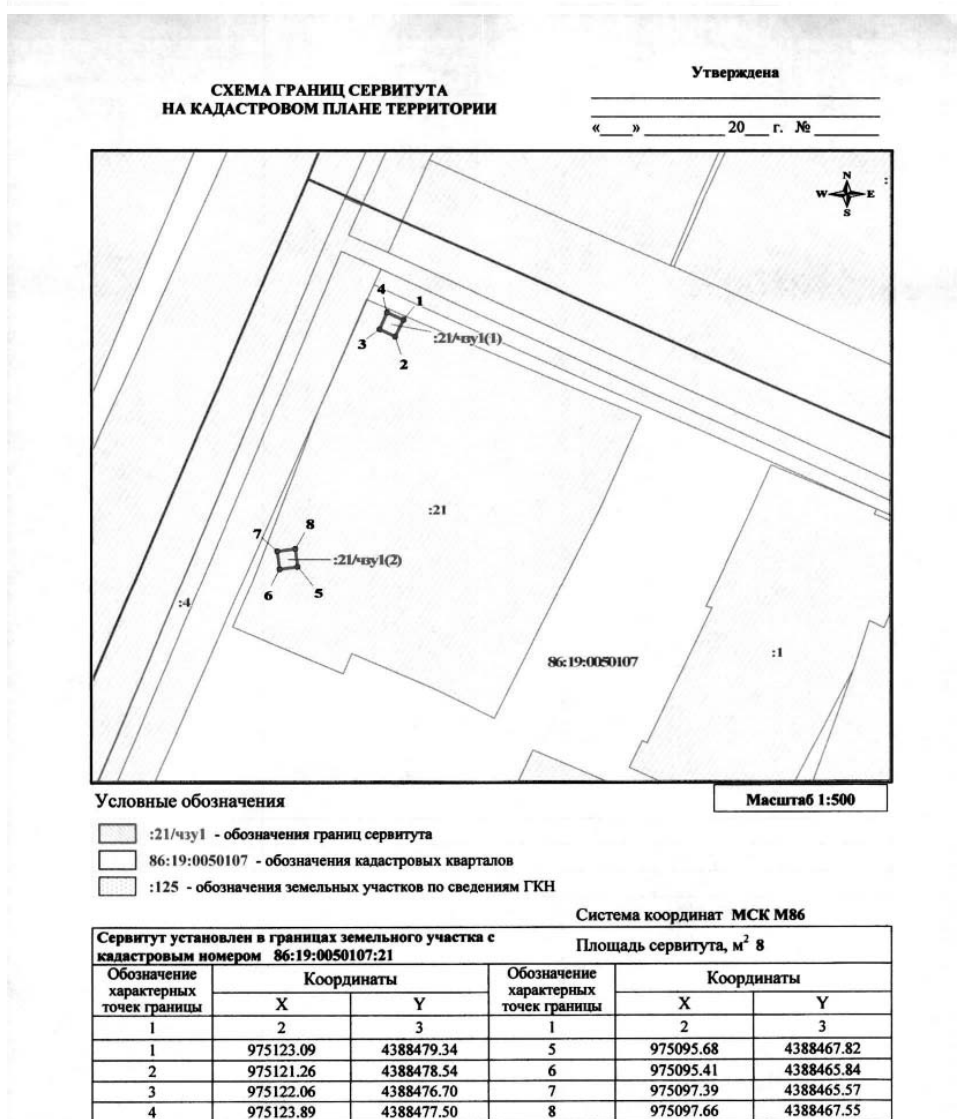 Утверждена
СХЕМА ГРАНИЦ СЕРВИТУТА
НА КАДАСТРОВОМ ПЛАНЕ ТЕРРИТОРИИ
«____» ________ 20___ г. № ________
N
W E
S
:
4 1
:21/чзу1(1)
3
2
:21
7 8
:21/чзу1(2)
6 5
:4
86:19:0050107
:1
Условные обозначения
Масштаб 1:500
:21/чзу1 - обозначения границ сервитута
86:19:0050107 - обозначения кадастровых кварталов
:125 - обозначения земельных участков по сведениям ГКН
Система координат МСК М86
Сервитут установлен в границах земельного участка с
кадастровым номером 86:19:0050107:21
Площадь сервитута, м² 8
Обозначение характерных точек границы Координаты Обозначение характерных точек границы Координаты
X Y X Y
1 2 3 1 2 3
1 975123.09 4388479.34 5 975095.68 4388467.82
2 975121.26 4388478.54 6 975095.41 4388465.84
3 975122.06 4388476.70 7 975097.39 4388465.57
4 975123.89 4388477.50 8 975097.66 4388467.55